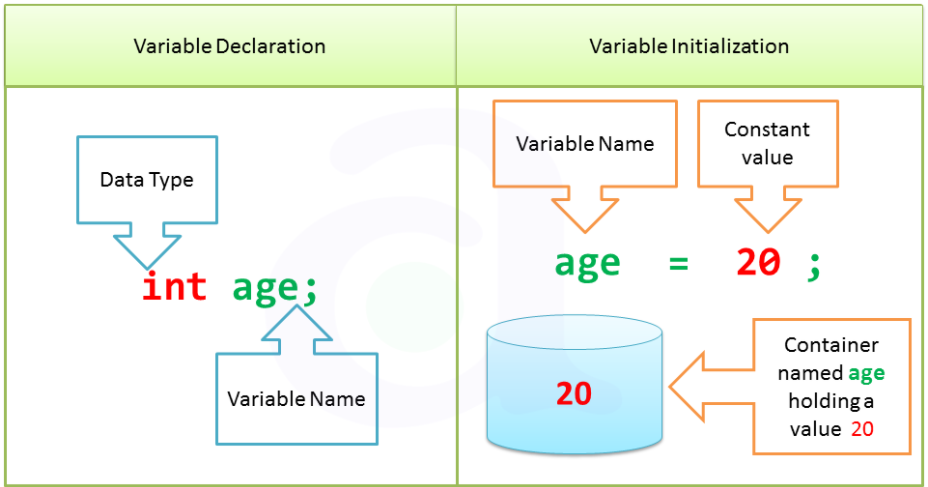 Variable Declaration
Variable Initialization
Data Type
int age;
Variable Name
Variable Name
Constant
value
age = 20 ;
20
Container
named age
holding a
value 20